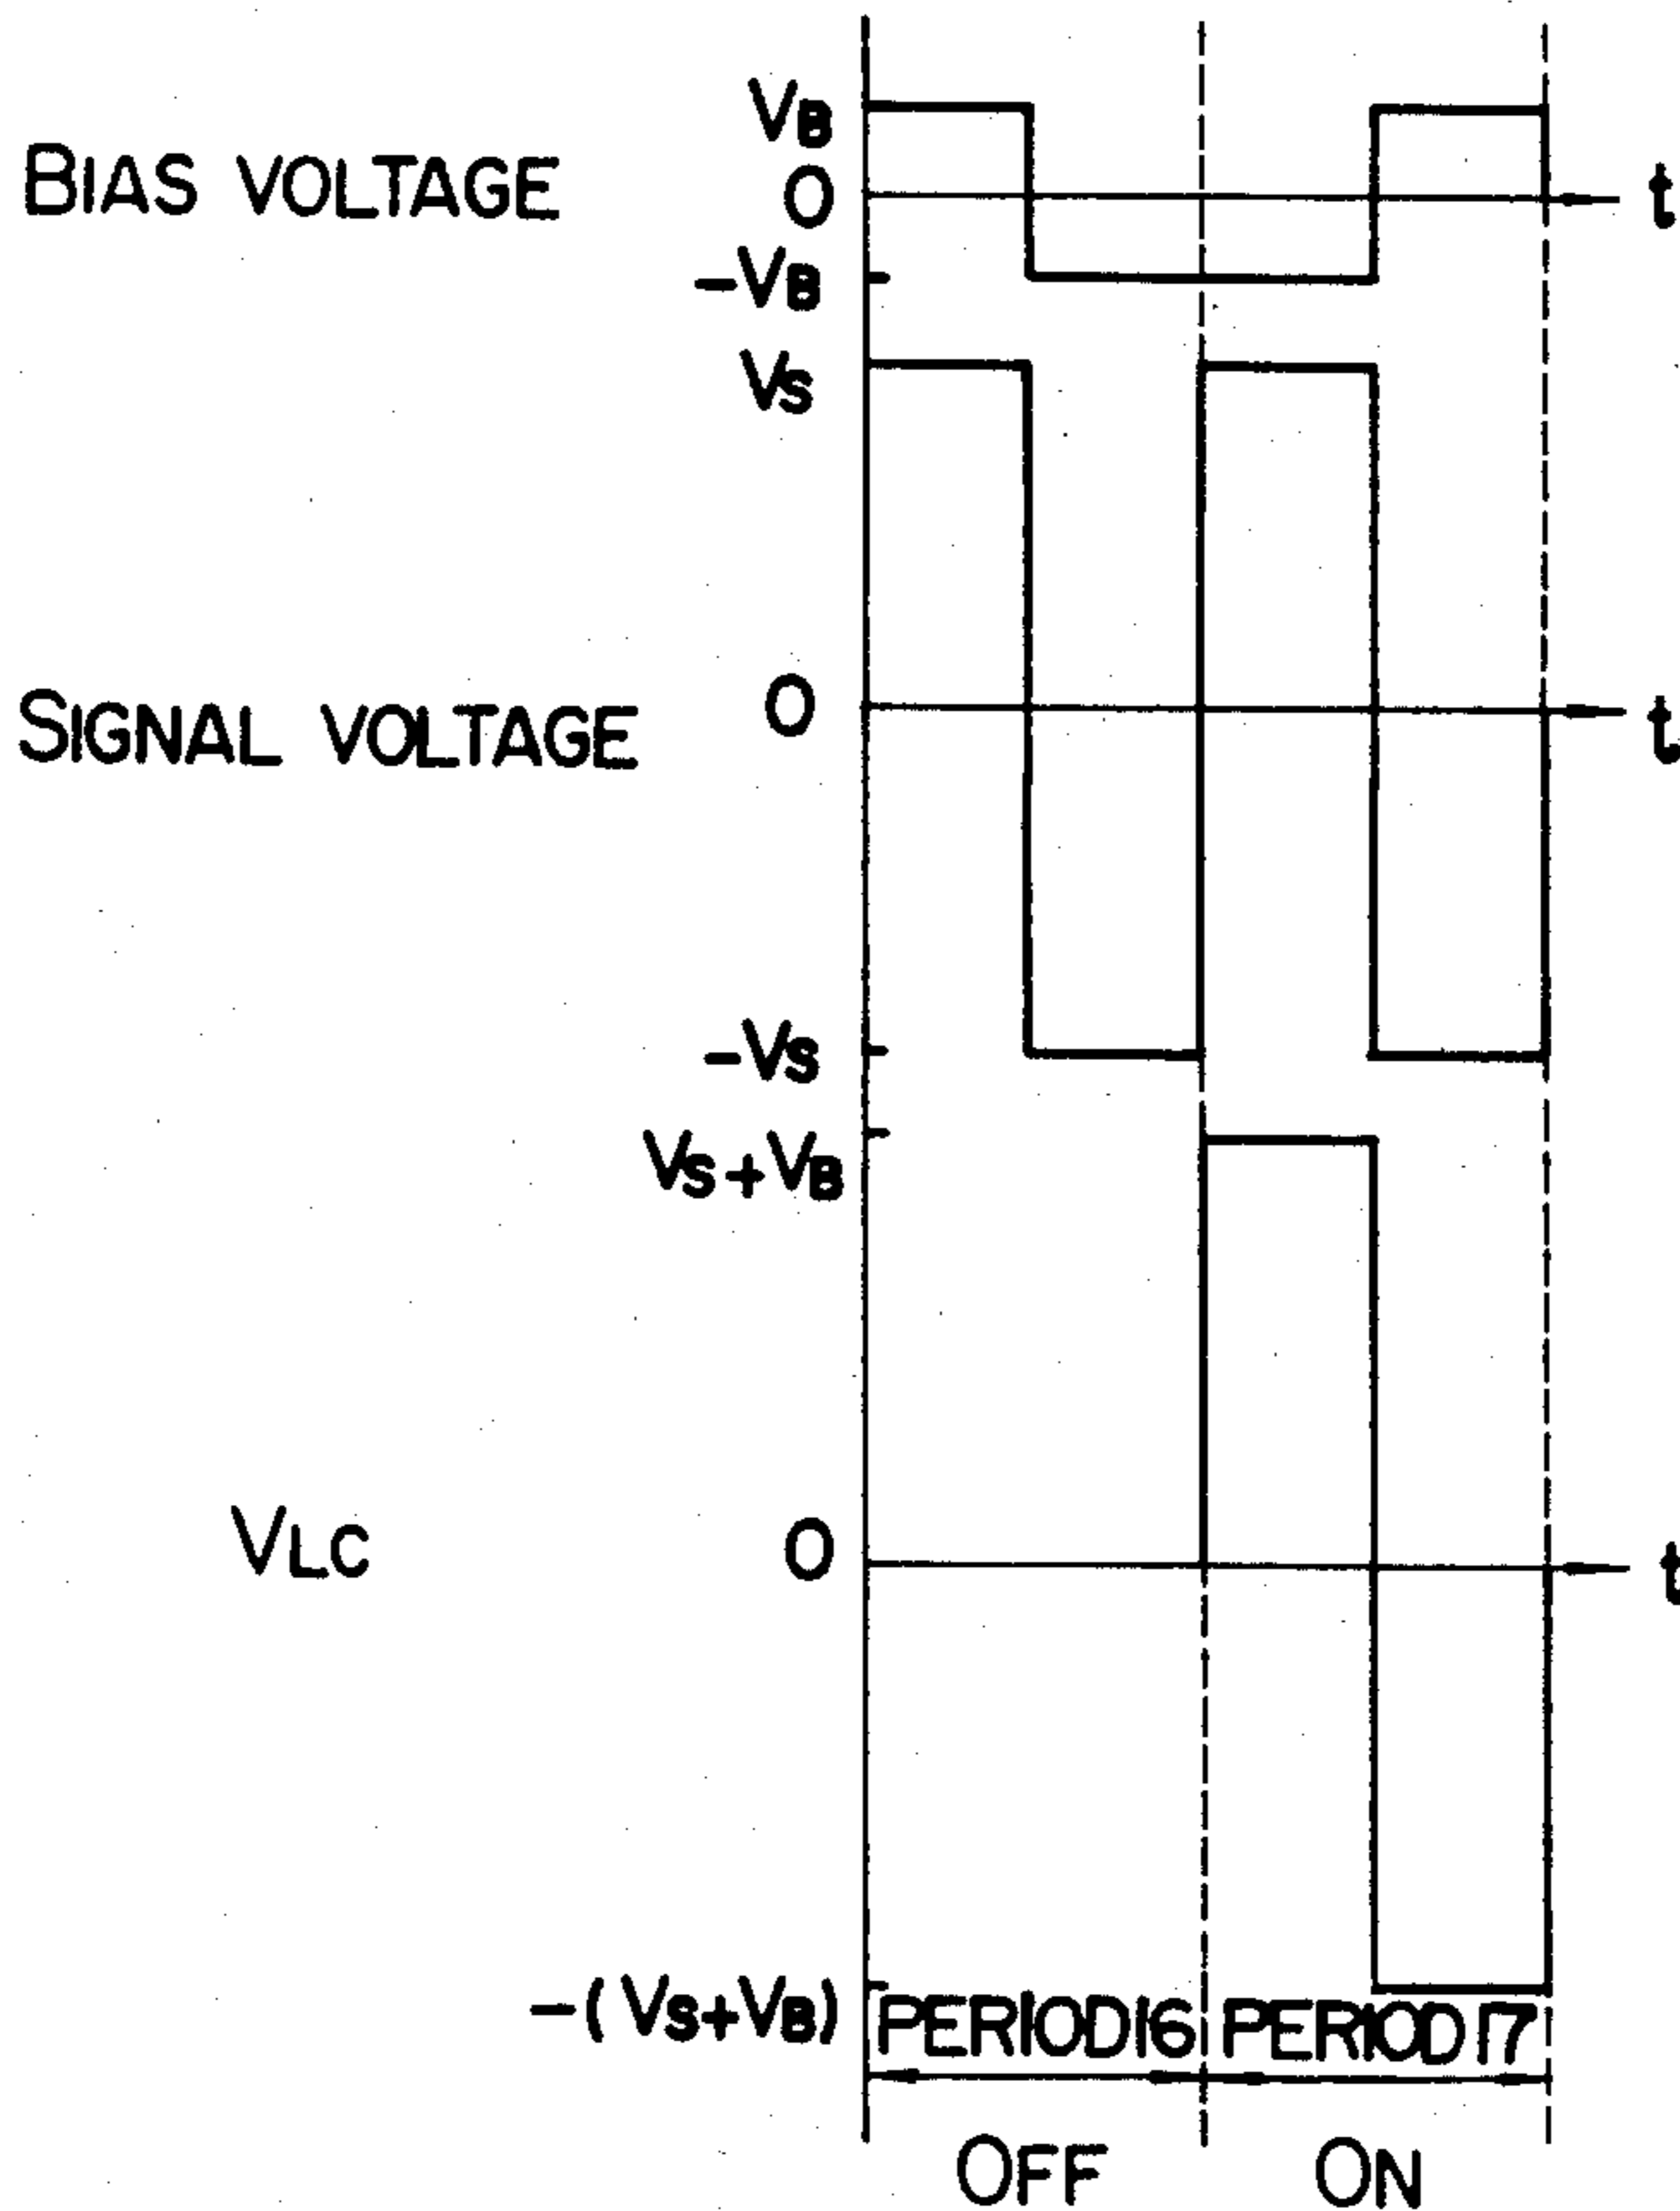 VB
BIAS VOLTAGE
0
t
-VB
VS
SIGNAL VOLTAGE
0
t
-VS
VS+VB
VLC
0
t
-(VS+VB)
PERIOD16
PERIOD17
OFF
ON